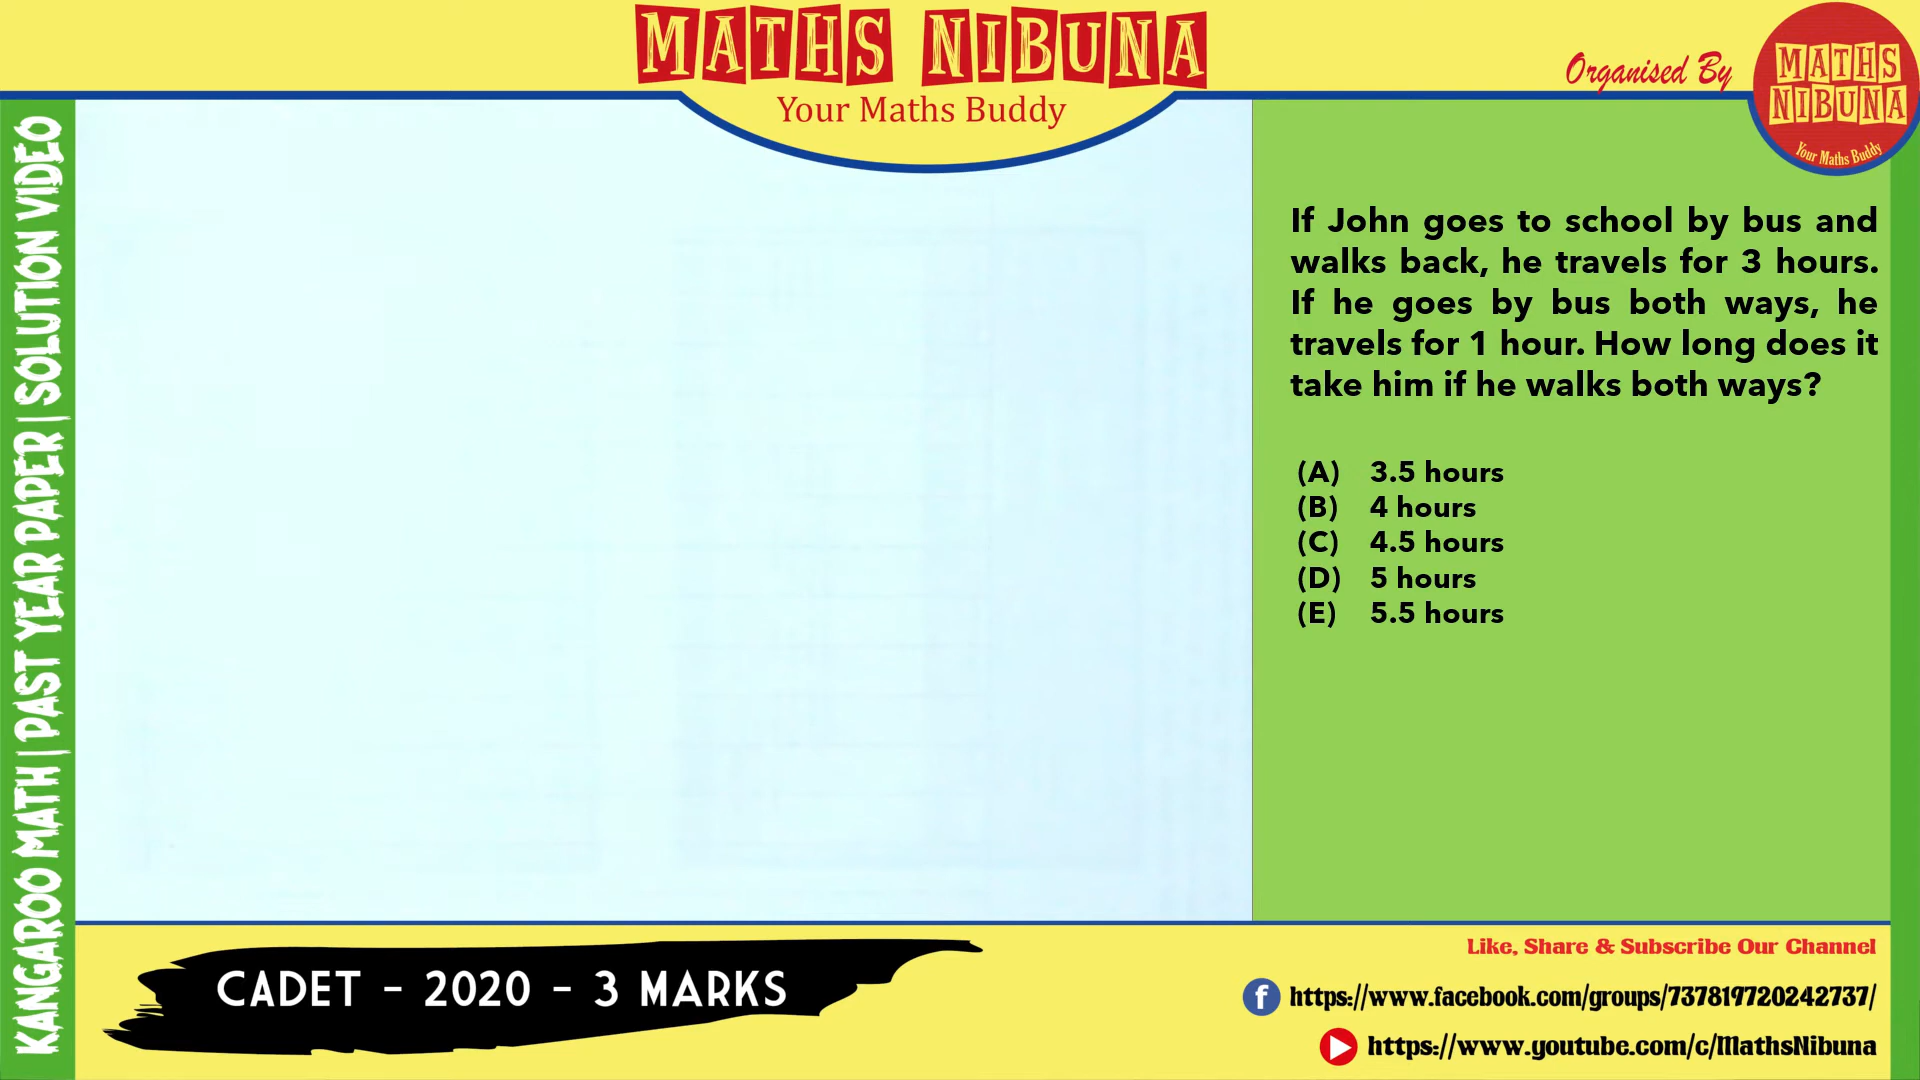 MATHS NIBUNA
Your Maths Buddy
Organised By
MATHS
NIBUNA
Your Maths Buddy
KANGAROO MATH | PAST YEAR PAPER | SOLUTION VIDEO
If John goes to school by bus and
walks back, he travels for 3 hours.
If he goes by bus both ways, he
travels for 1 hour. How long does it
take him if he walks both ways?
(A) 3.5 hours
(B) 4 hours
(C) 4.5 hours
(D) 5 hours
(E) 5.5 hours
CADET - 2020 - 3 MARKS
Like, Share & Subscribe Our Channel
f https://www.facebook.com/groups/737819720242737/
https://www.youtube.com/c/MathsNibuna